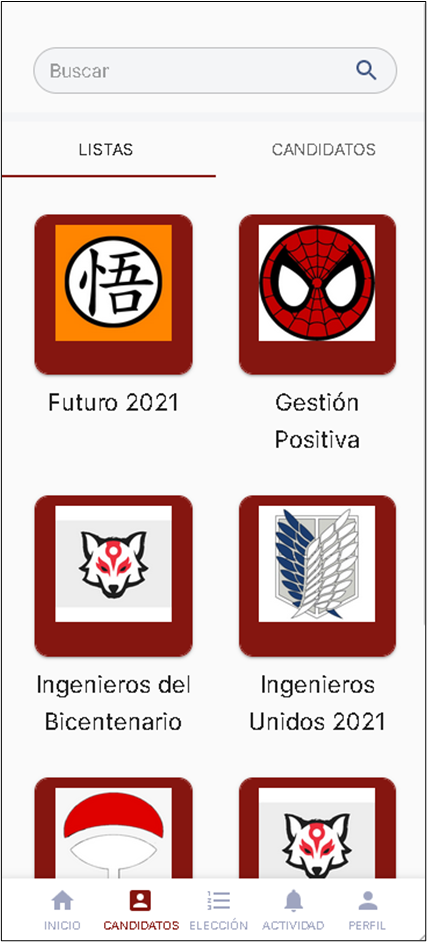 Buscar
LISTAS
CANDIDATOS
悟
Futuro 2021
Gestión
Positiva
Ingenieros del
Bicentenario
Ingenieros
Unidos 2021
INICIO
CANDIDATOS
ELECCIÓN
ACTIVIDAD
PERFIL